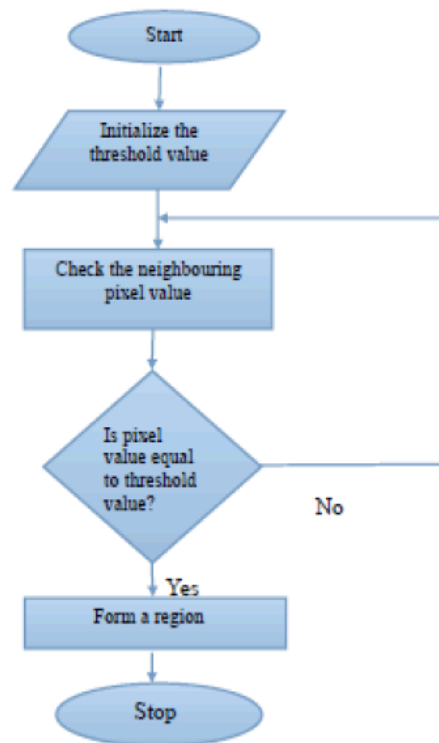 Start
Initialize the
threshold value
Check the neighbouring
pixel value
Is pixel
value equal
to threshold
value?
No
Yes
Form a region
Stop